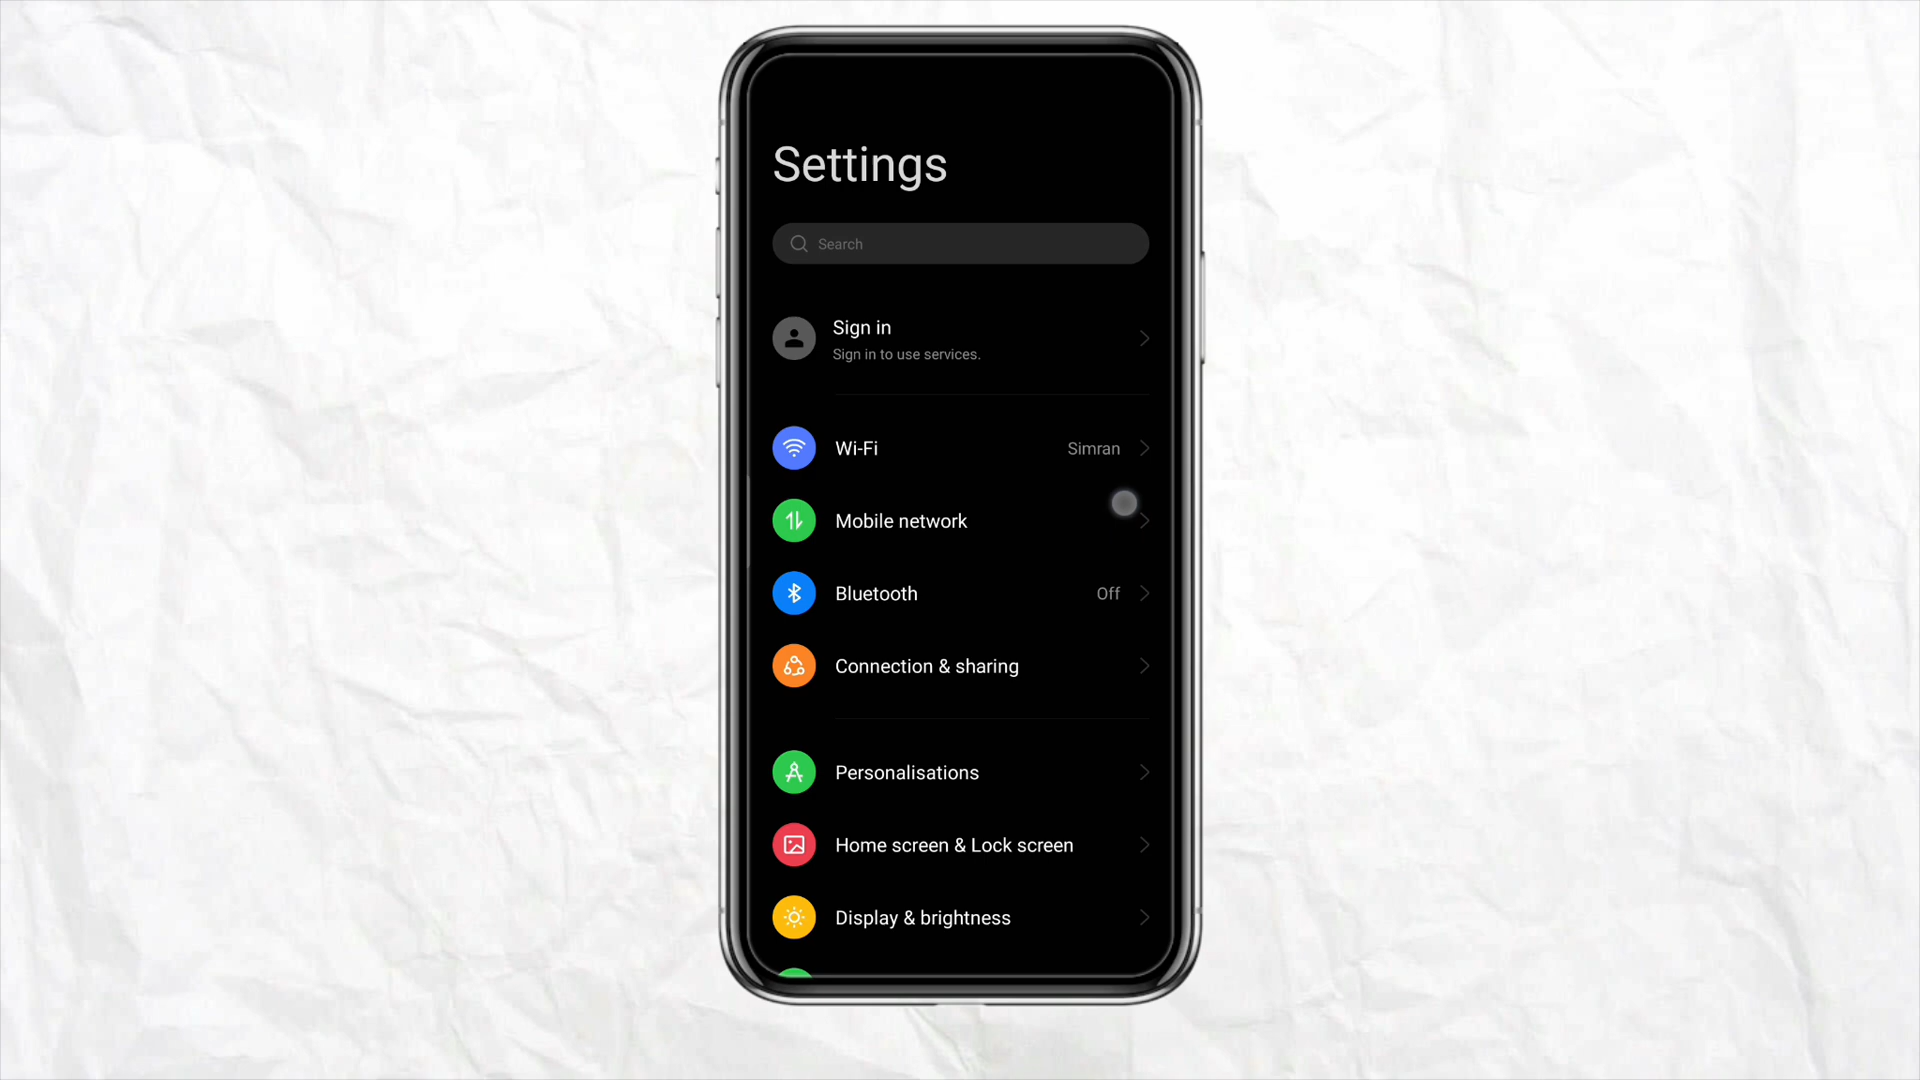 Settings
Search
Sign in
Sign in to use services.
Wi-Fi Simran
Mobile network
Bluetooth Off
Connection & sharing
Personalisations
Home screen & Lock screen
Display & brightness